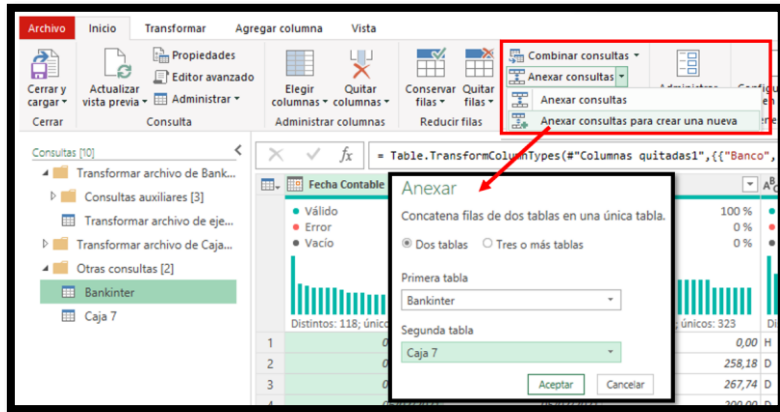 Archivo Inicio Transformar Agregar columna Vista
Cerrar y cargar
Actualizar vista previa
Propiedades
Editor avanzado
Administrar
Elegir columnas
Quitar columnas
Conservar filas
Quitar filas
Combinar consultas
Anexar consultas
Anexar consultas
Anexar consultas para crear una nueva
Cerrar Consulta Administrar columnas Reducir filas
Consultas [10]
= Table.TransformColumnTypes(#"Columnas quitadas1",{{"Banco",
Transformar archivo de Bank...
Consultas auxiliares [3]
Transformar archivo de eje...
Transformar archivo de Caja...
Otras consultas [2]
Bankinter
Caja 7
Fecha Contable
Válido
Error
Vacío
100 %
0 %
0 %
Distintos: 118; únic
únicos: 323
Anexar
Concatena filas de dos tablas en una única tabla.
Dos tablas Tres o más tablas
Primera tabla
Bankinter
Segunda tabla
Caja 7
Aceptar Cancelar
1 0,00 H
2 258,18 D
3 267,74 D
4 200,00 D